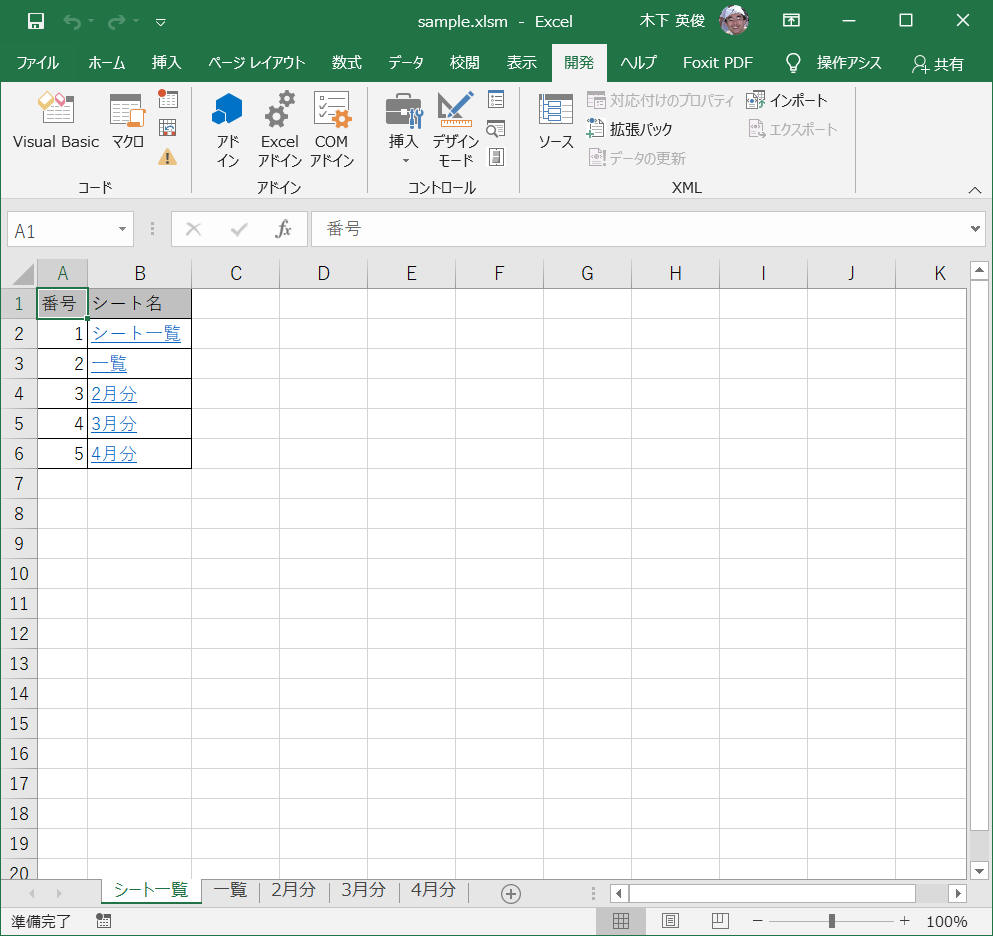 sample.xlsm - Excel 木下 英俊
ファイル ホーム 挿入 ページ レイアウト 数式 データ 校閲 表示 開発 ヘルプ Foxit PDF 操作アシス 共有
Visual Basic マクロ アドイン Excel アドイン COM アドイン 挿入 デザイン モード ソース 対応付けのプロパティ インポート
拡張パック エクスポート
データの更新
コード アドイン コントロール XML
A1 fx 番号
A B C D E F G H I J K
1 番号 シート名
2 1 シート一覧
3 2 一覧
4 3 2月分
5 4 3月分
6 5 4月分
7
8
9
10
11
12
13
14
15
16
17
18
19
20
シート一覧 一覧 2月分 3月分 4月分
準備完了 100%